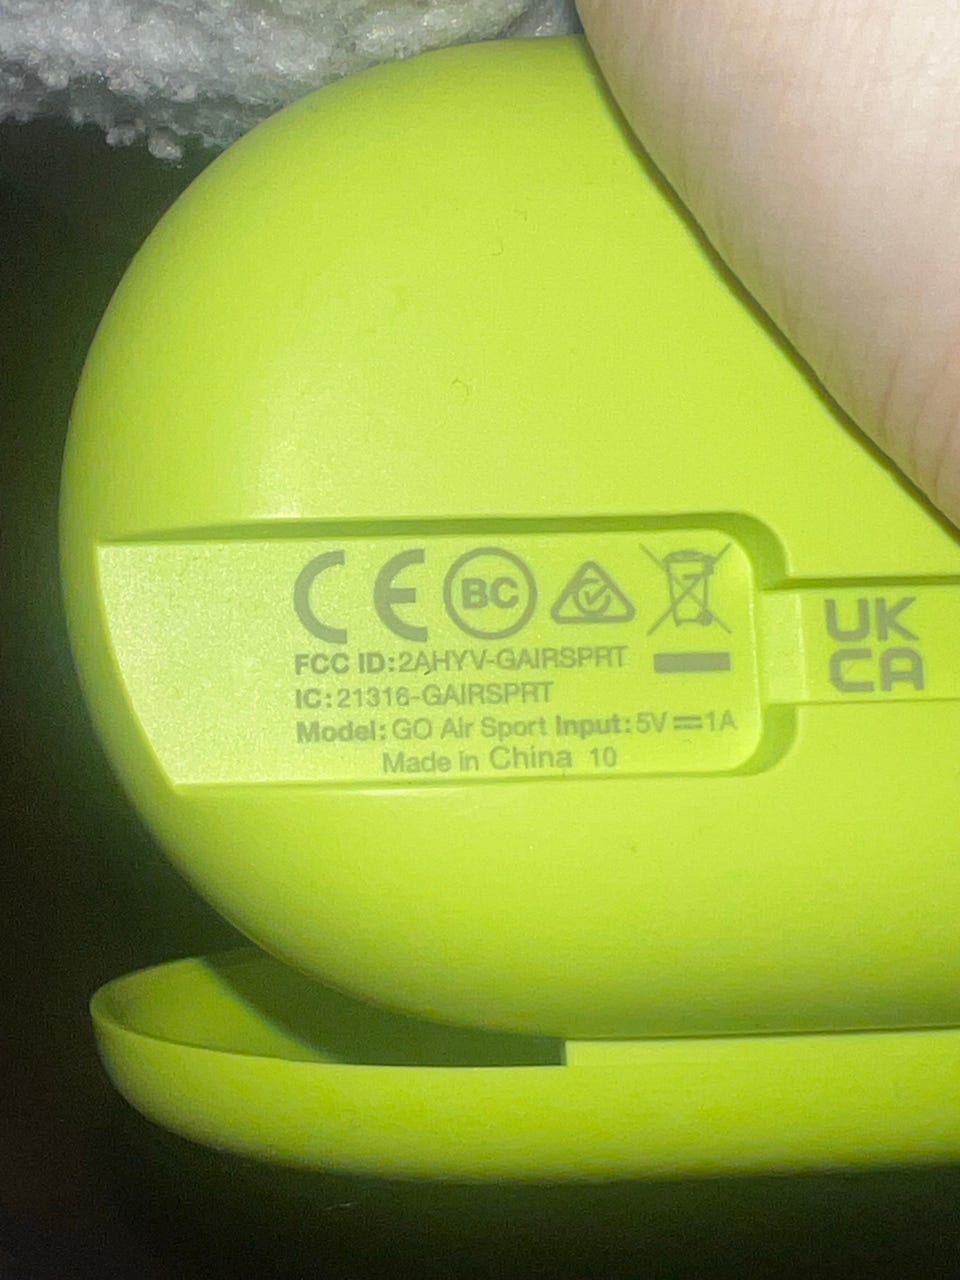 CE BC
UK
CA
FCC ID:2AHYV-GAIRSPRT
IC:21316-GAIRSPRT
Model: GO Air Sport Input: 5V⎓1A
Made in China 10